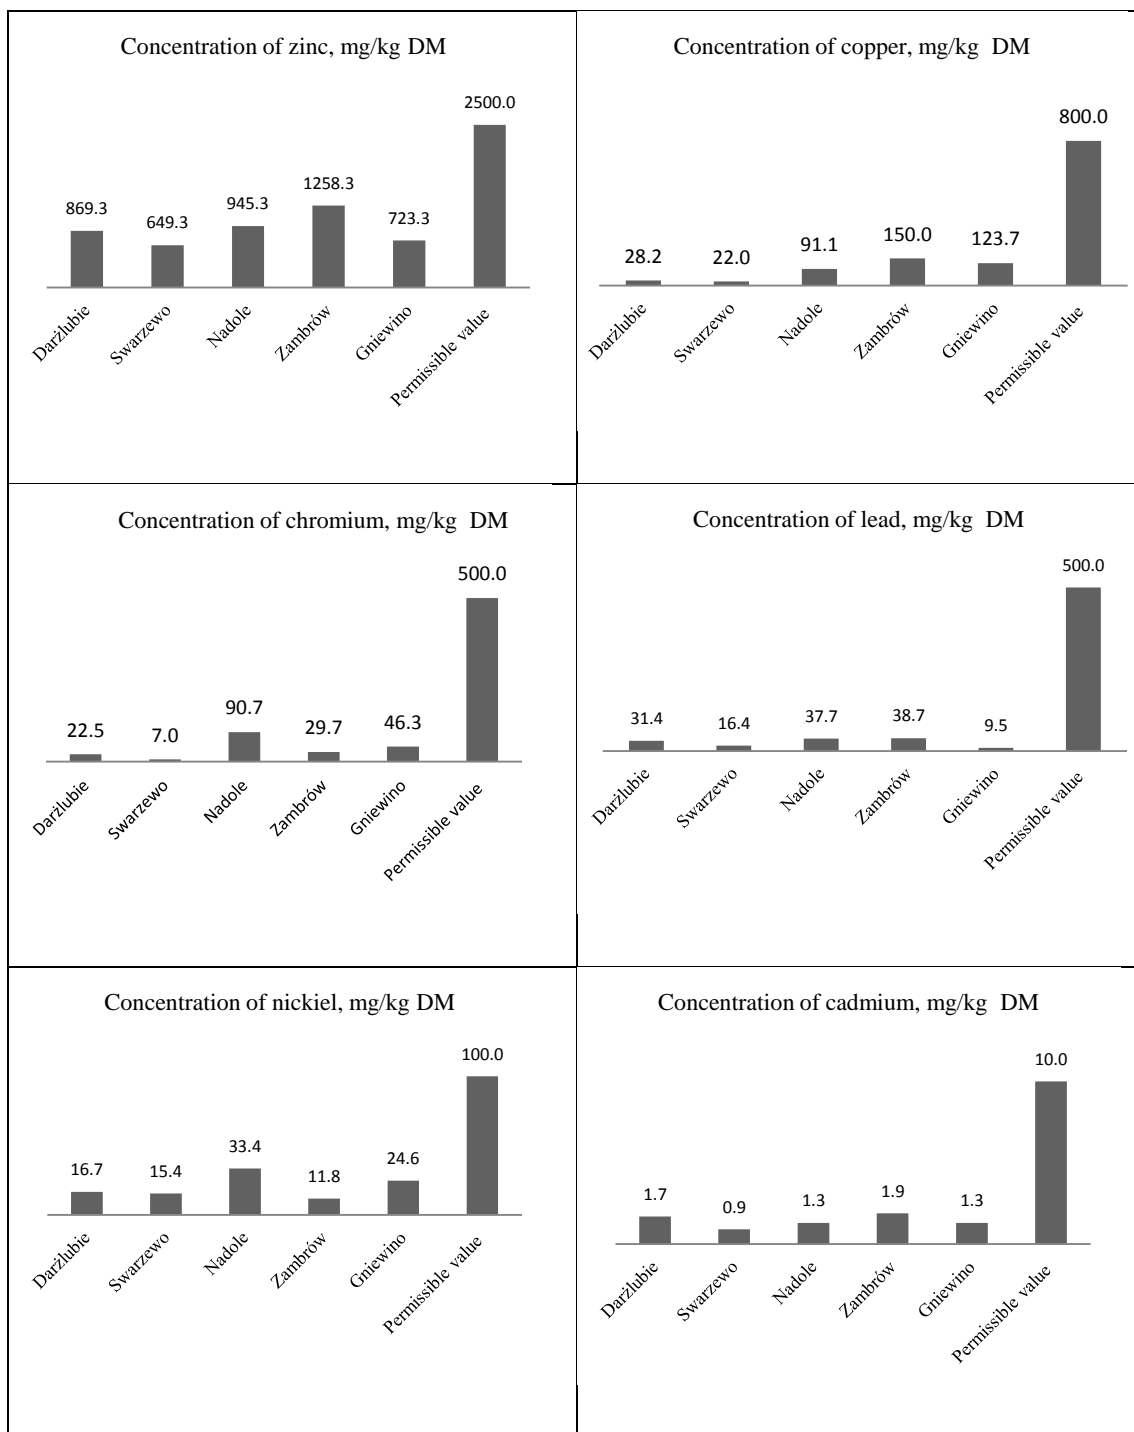 Concentration of zinc, mg/kg DM
2500.0
1258.3
945.3
869.3
723.3
649.3
Darżlubie
Swarzewo
Nadole
Zambrów
Gniewino
Permissible value
Concentration of copper, mg/kg DM
800.0
150.0
123.7
91.1
28.2
22.0
Darżlubie
Swarzewo
Nadole
Zambrów
Gniewino
Permissible value
Concentration of chromium, mg/kg DM
500.0
90.7
46.3
29.7
22.5
7.0
Darżlubie
Swarzewo
Nadole
Zambrów
Gniewino
Permissible value
Concentration of lead, mg/kg DM
500.0
38.7
37.7
31.4
16.4
9.5
Darżlubie
Swarzewo
Nadole
Zambrów
Gniewino
Permissible value
Concentration of nickiel, mg/kg DM
100.0
33.4
24.6
16.7
15.4
11.8
Darżlubie
Swarzewo
Nadole
Zambrów
Gniewino
Permissible value
Concentration of cadmium, mg/kg DM
10.0
1.9
1.7
1.3
1.3
0.9
Darżlubie
Swarzewo
Nadole
Zambrów
Gniewino
Permissible value